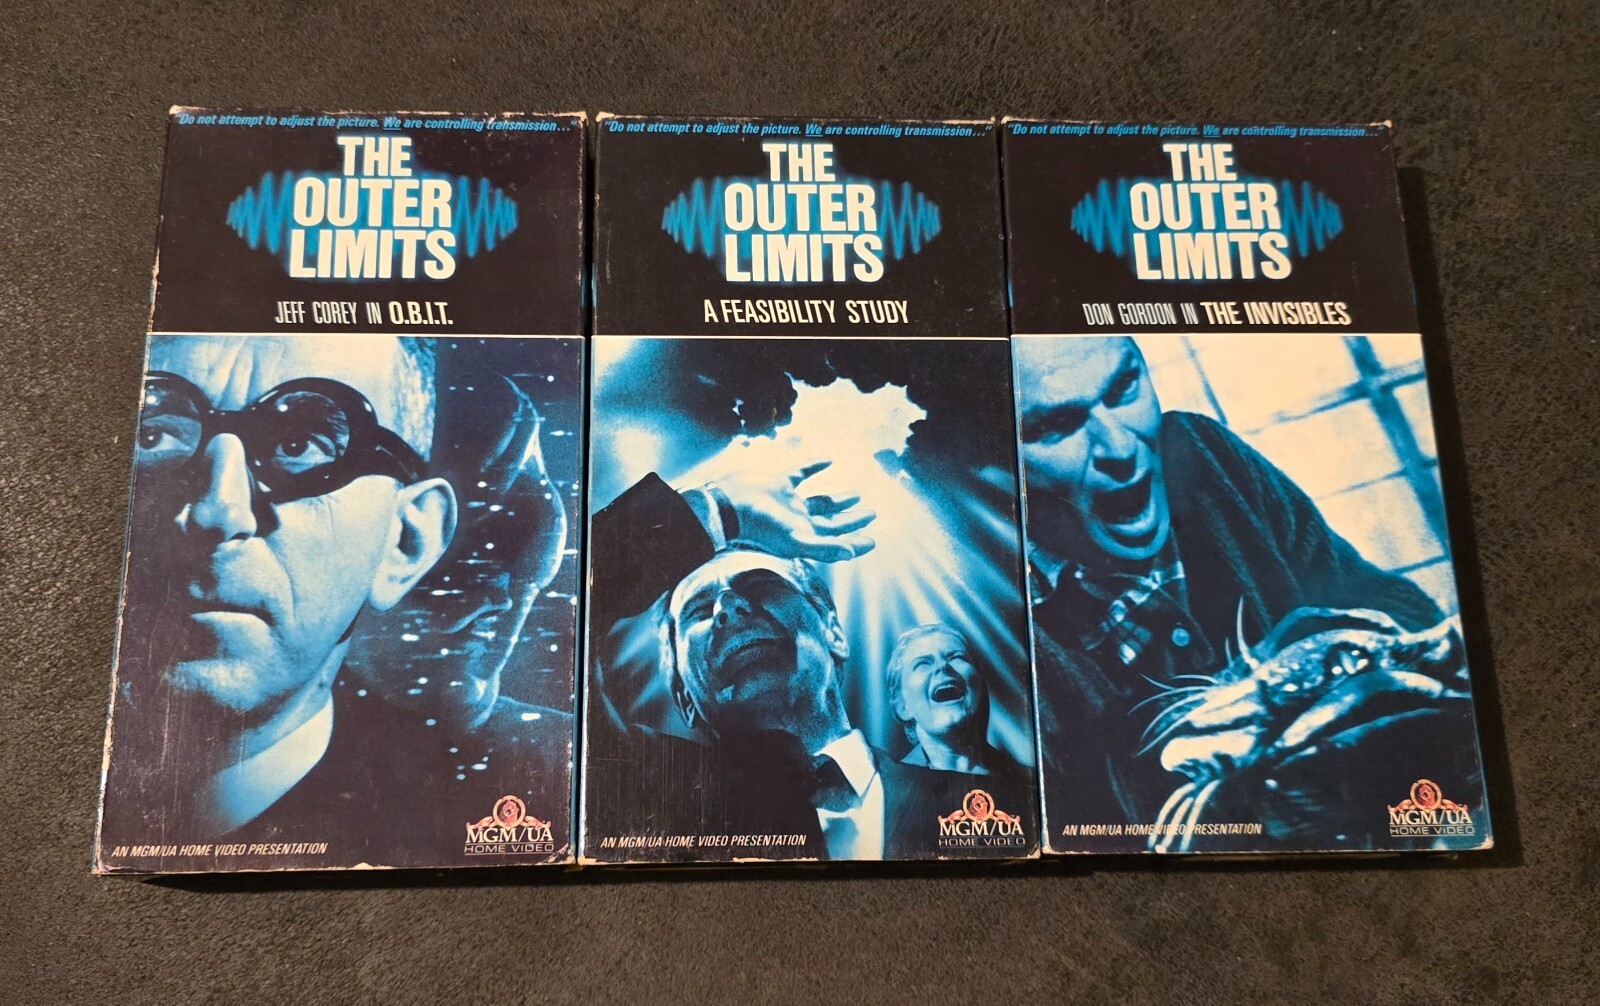 "Do not attempt to adjust the picture. We are controlling transmission..."
THE
OUTER
LIMITS
JEFF COREY IN O.B.I.T.
AN MGM/UA HOME VIDEO PRESENTATION
MGM/UA
HOME VIDEO
"Do not attempt to adjust the picture. We are controlling transmission..."
THE
OUTER
LIMITS
A FEASIBILITY STUDY
AN MGM/UA HOME VIDEO PRESENTATION
MGM/UA
HOME VIDEO
"Do not attempt to adjust the picture. We are controlling transmission..."
THE
OUTER
LIMITS
DON GORDON IN THE INVISIBLES
AN MGM/UA HOME VIDEO PRESENTATION
MGM/UA
HOME VIDEO